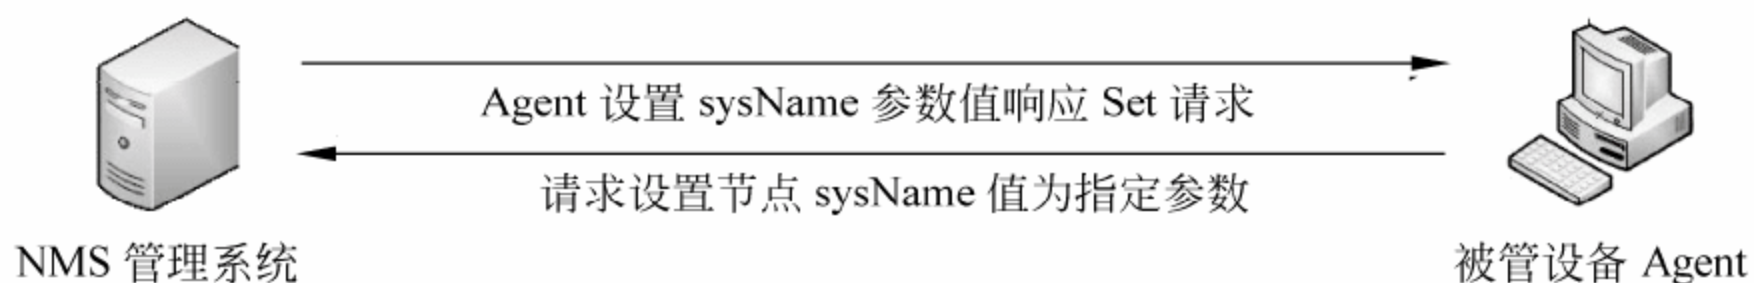 Agent 设置 sysName 参数值响应 Set 请求
请求设置节点 sysName 值为指定参数
NMS 管理系统
被管设备 Agent